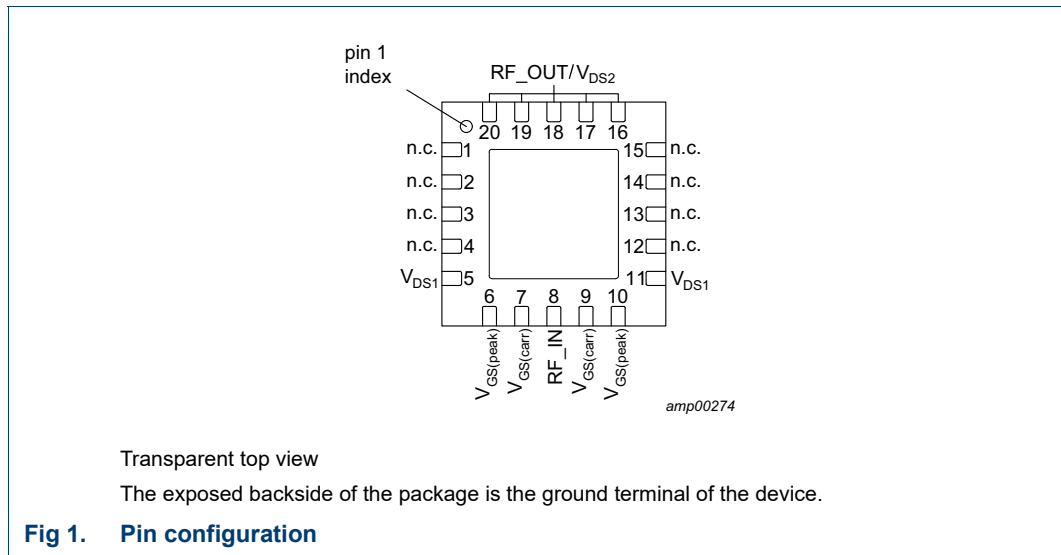 pin 1
index
RF_OUT/VDS2
20 19 18 17 16
n.c. 1 15 n.c.
n.c. 2 14 n.c.
n.c. 3 13 n.c.
n.c. 4 12 n.c.
VDS1 5 11 VDS1
6 7 8 9 10
VGS(peak)
VGS(carr)
RF_IN
VGS(carr)
VGS(peak)
amp00274
Transparent top view
The exposed backside of the package is the ground terminal of the device.
Fig 1. Pin configuration